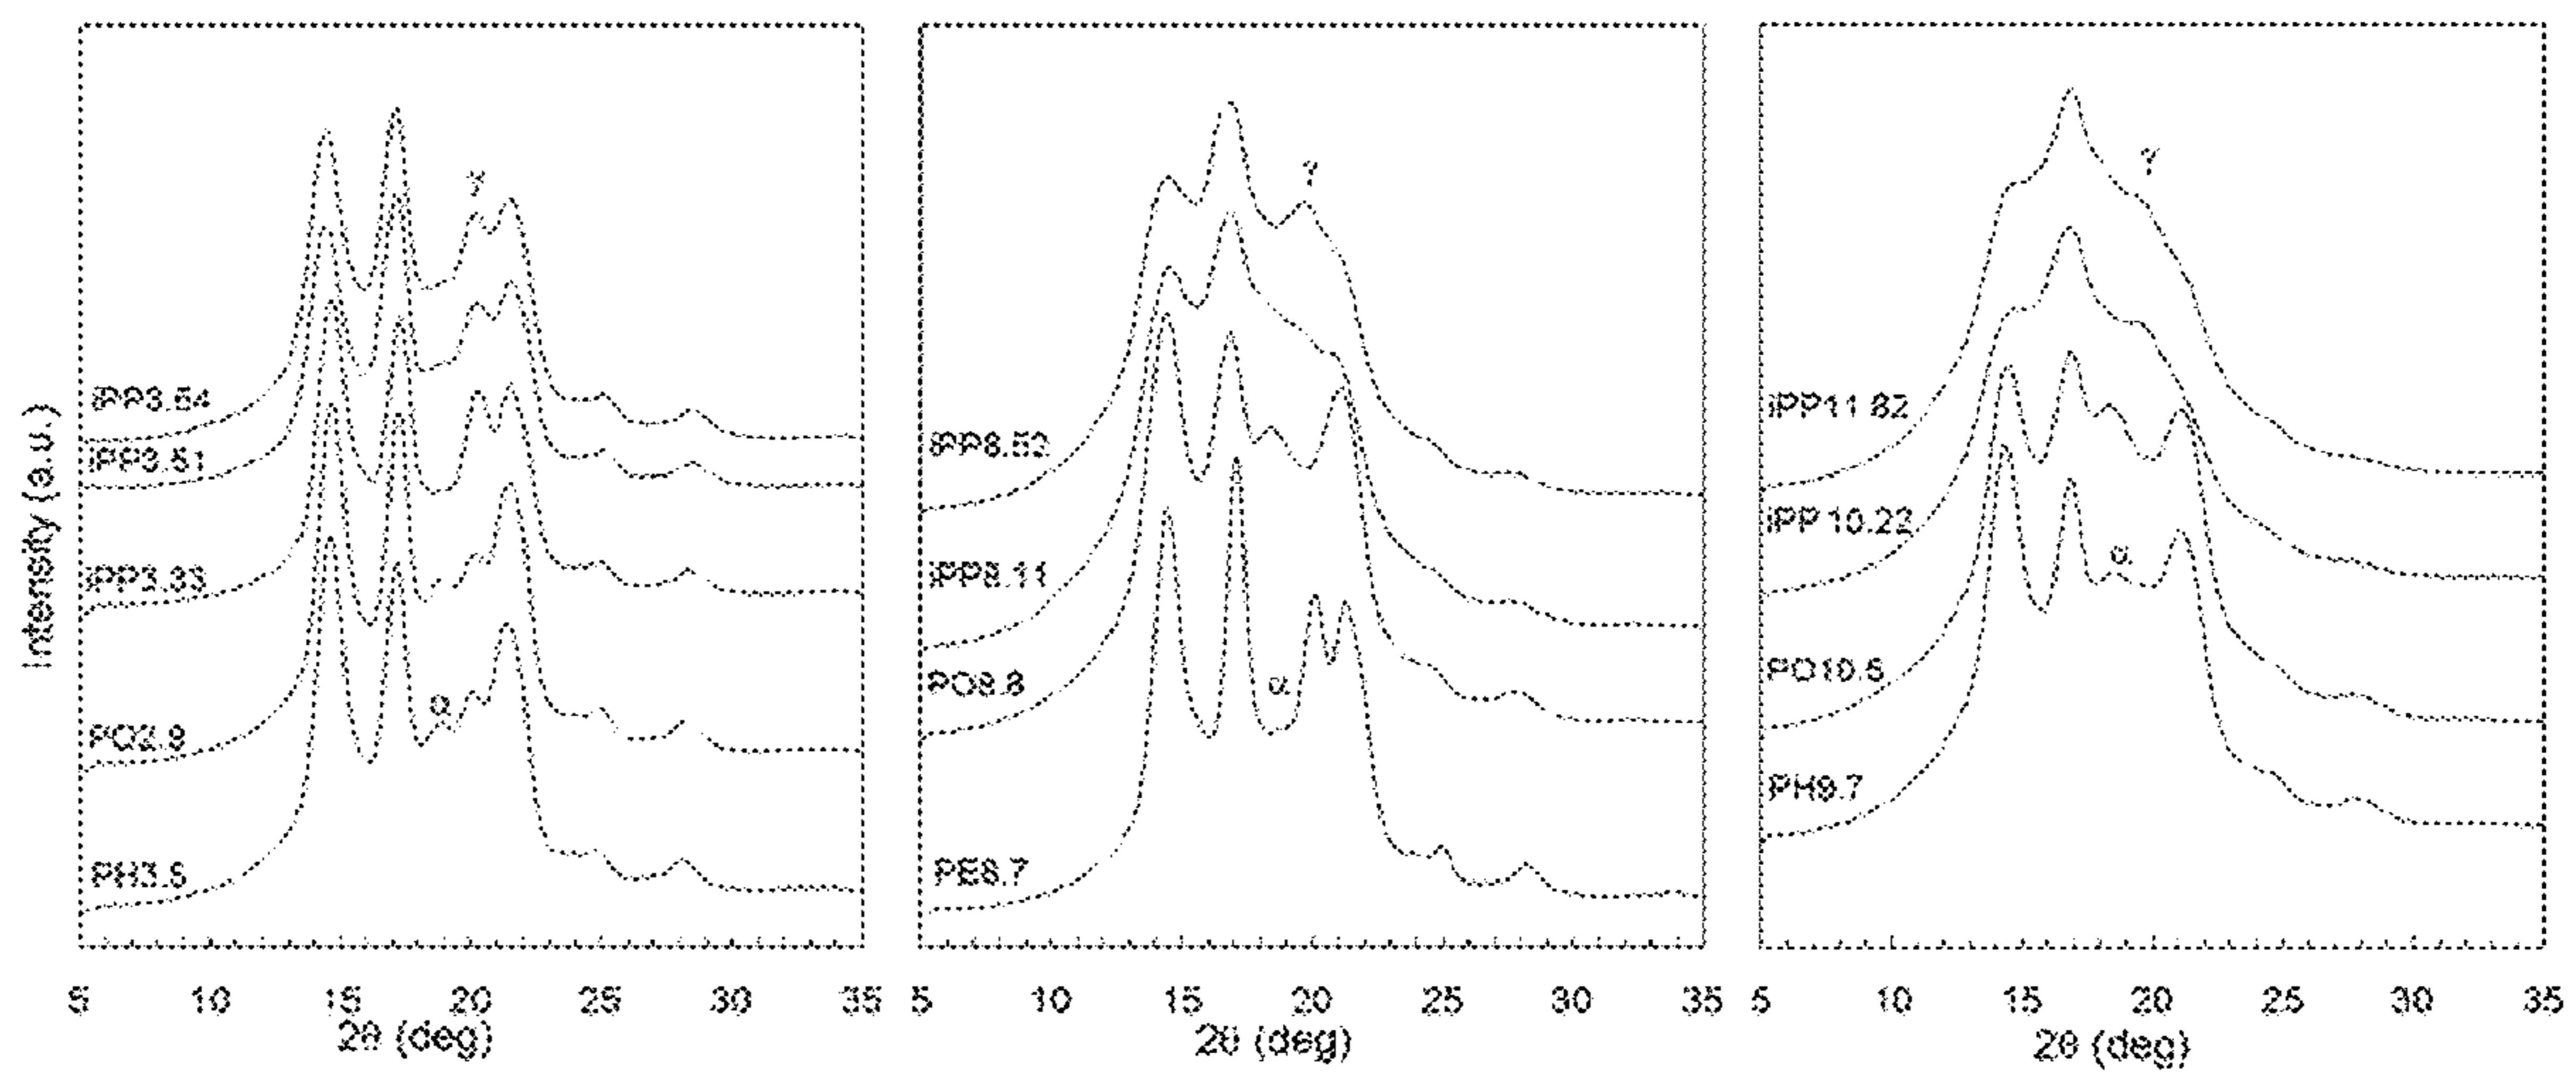 Intensity (a.u.)
γ
iPP3.54
iPP3.51
iPP3.33
PO2.9
α
PH3.5
5 10 15 20 25 30 35
2θ (deg)
γ
iPP8.52
iPP8.11
PO8.8
α
PE8.7
5 10 15 20 25 30 35
2θ (deg)
γ
iPP11.82
iPP10.22
α
PO10.5
PH9.7
5 10 15 20 25 30 35
2θ (deg)